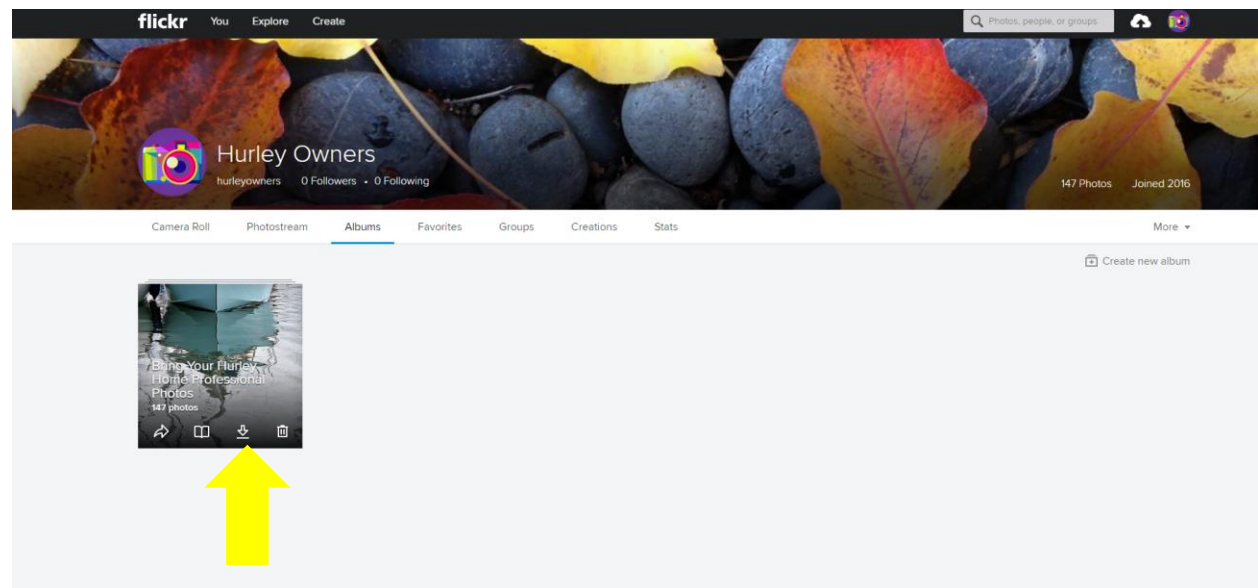 flickr You Explore Create Photos, people, or groups
Hurley Owners
hurleyowners 0 Followers • 0 Following 147 Photos Joined 2016
Camera Roll Photostream Albums Favorites Groups Creations Stats More
Create new album
Bring Your Hurley
Home Professional
Photos
147 photos